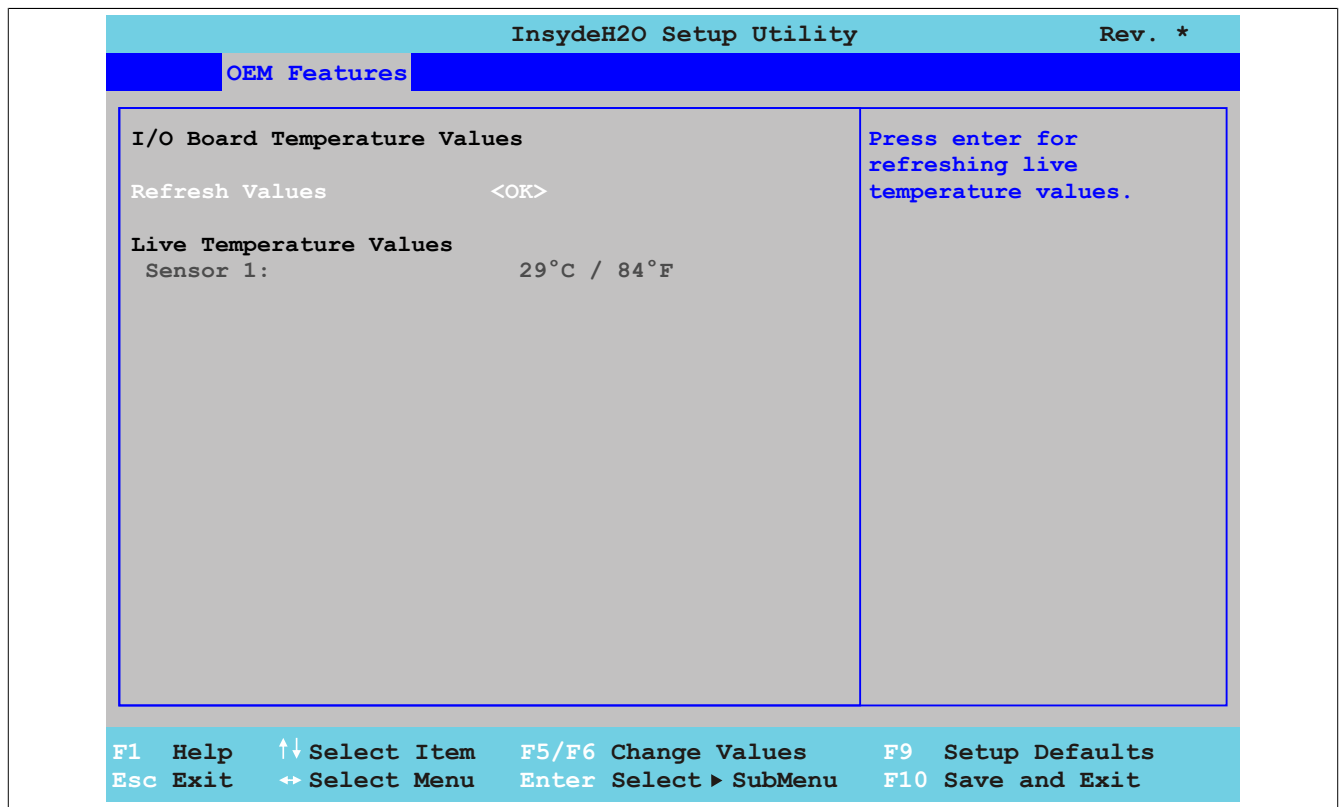 InsydeH2O Setup Utility Rev. *
OEM Features
I/O Board Temperature Values
Refresh Values <OK>
Live Temperature Values
Sensor 1: 29°C / 84°F
Press enter for
refreshing live
temperature values.
F1 Help ↑↓ Select Item F5/F6 Change Values F9 Setup Defaults
Esc Exit ↔ Select Menu Enter Select ▶ SubMenu F10 Save and Exit